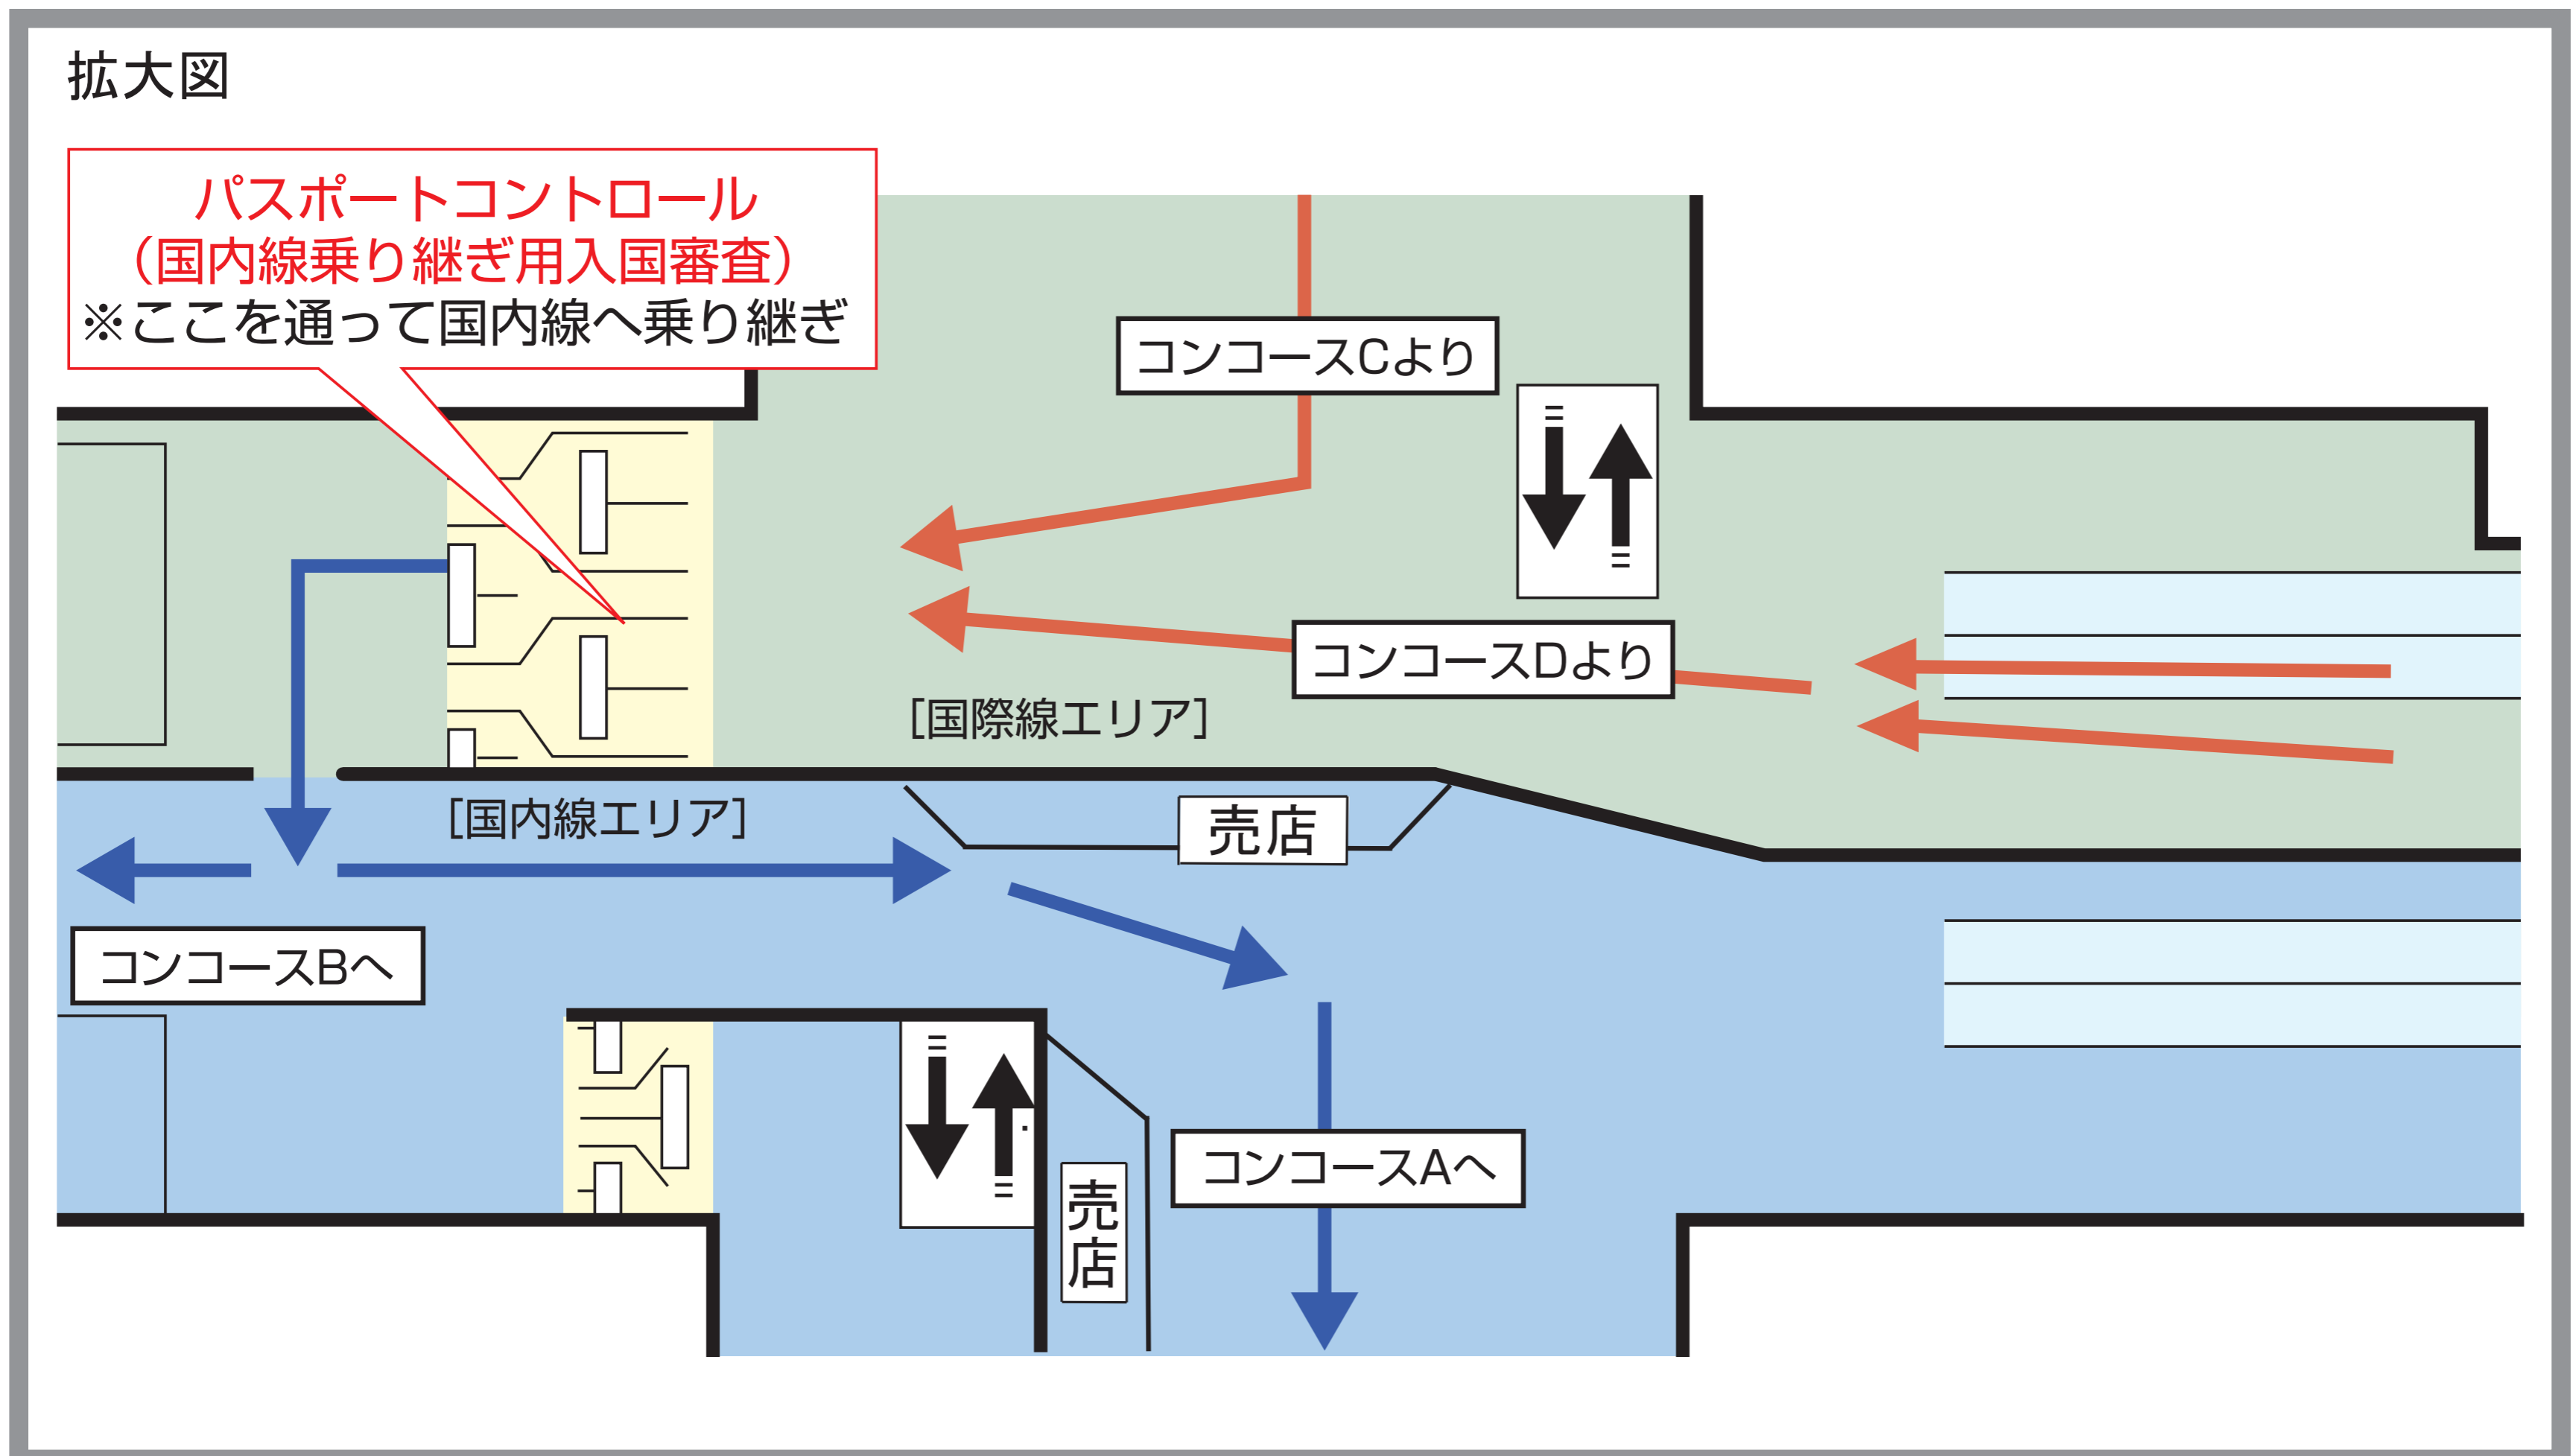 拡大図
パスポートコントロール
（国内線乗り継ぎ用入国審査）
※ここを通って国内線へ乗り継ぎ
コンコースCより
コンコースDより
［国際線エリア］
［国内線エリア］
売店
コンコースBへ
コンコースAへ
売店